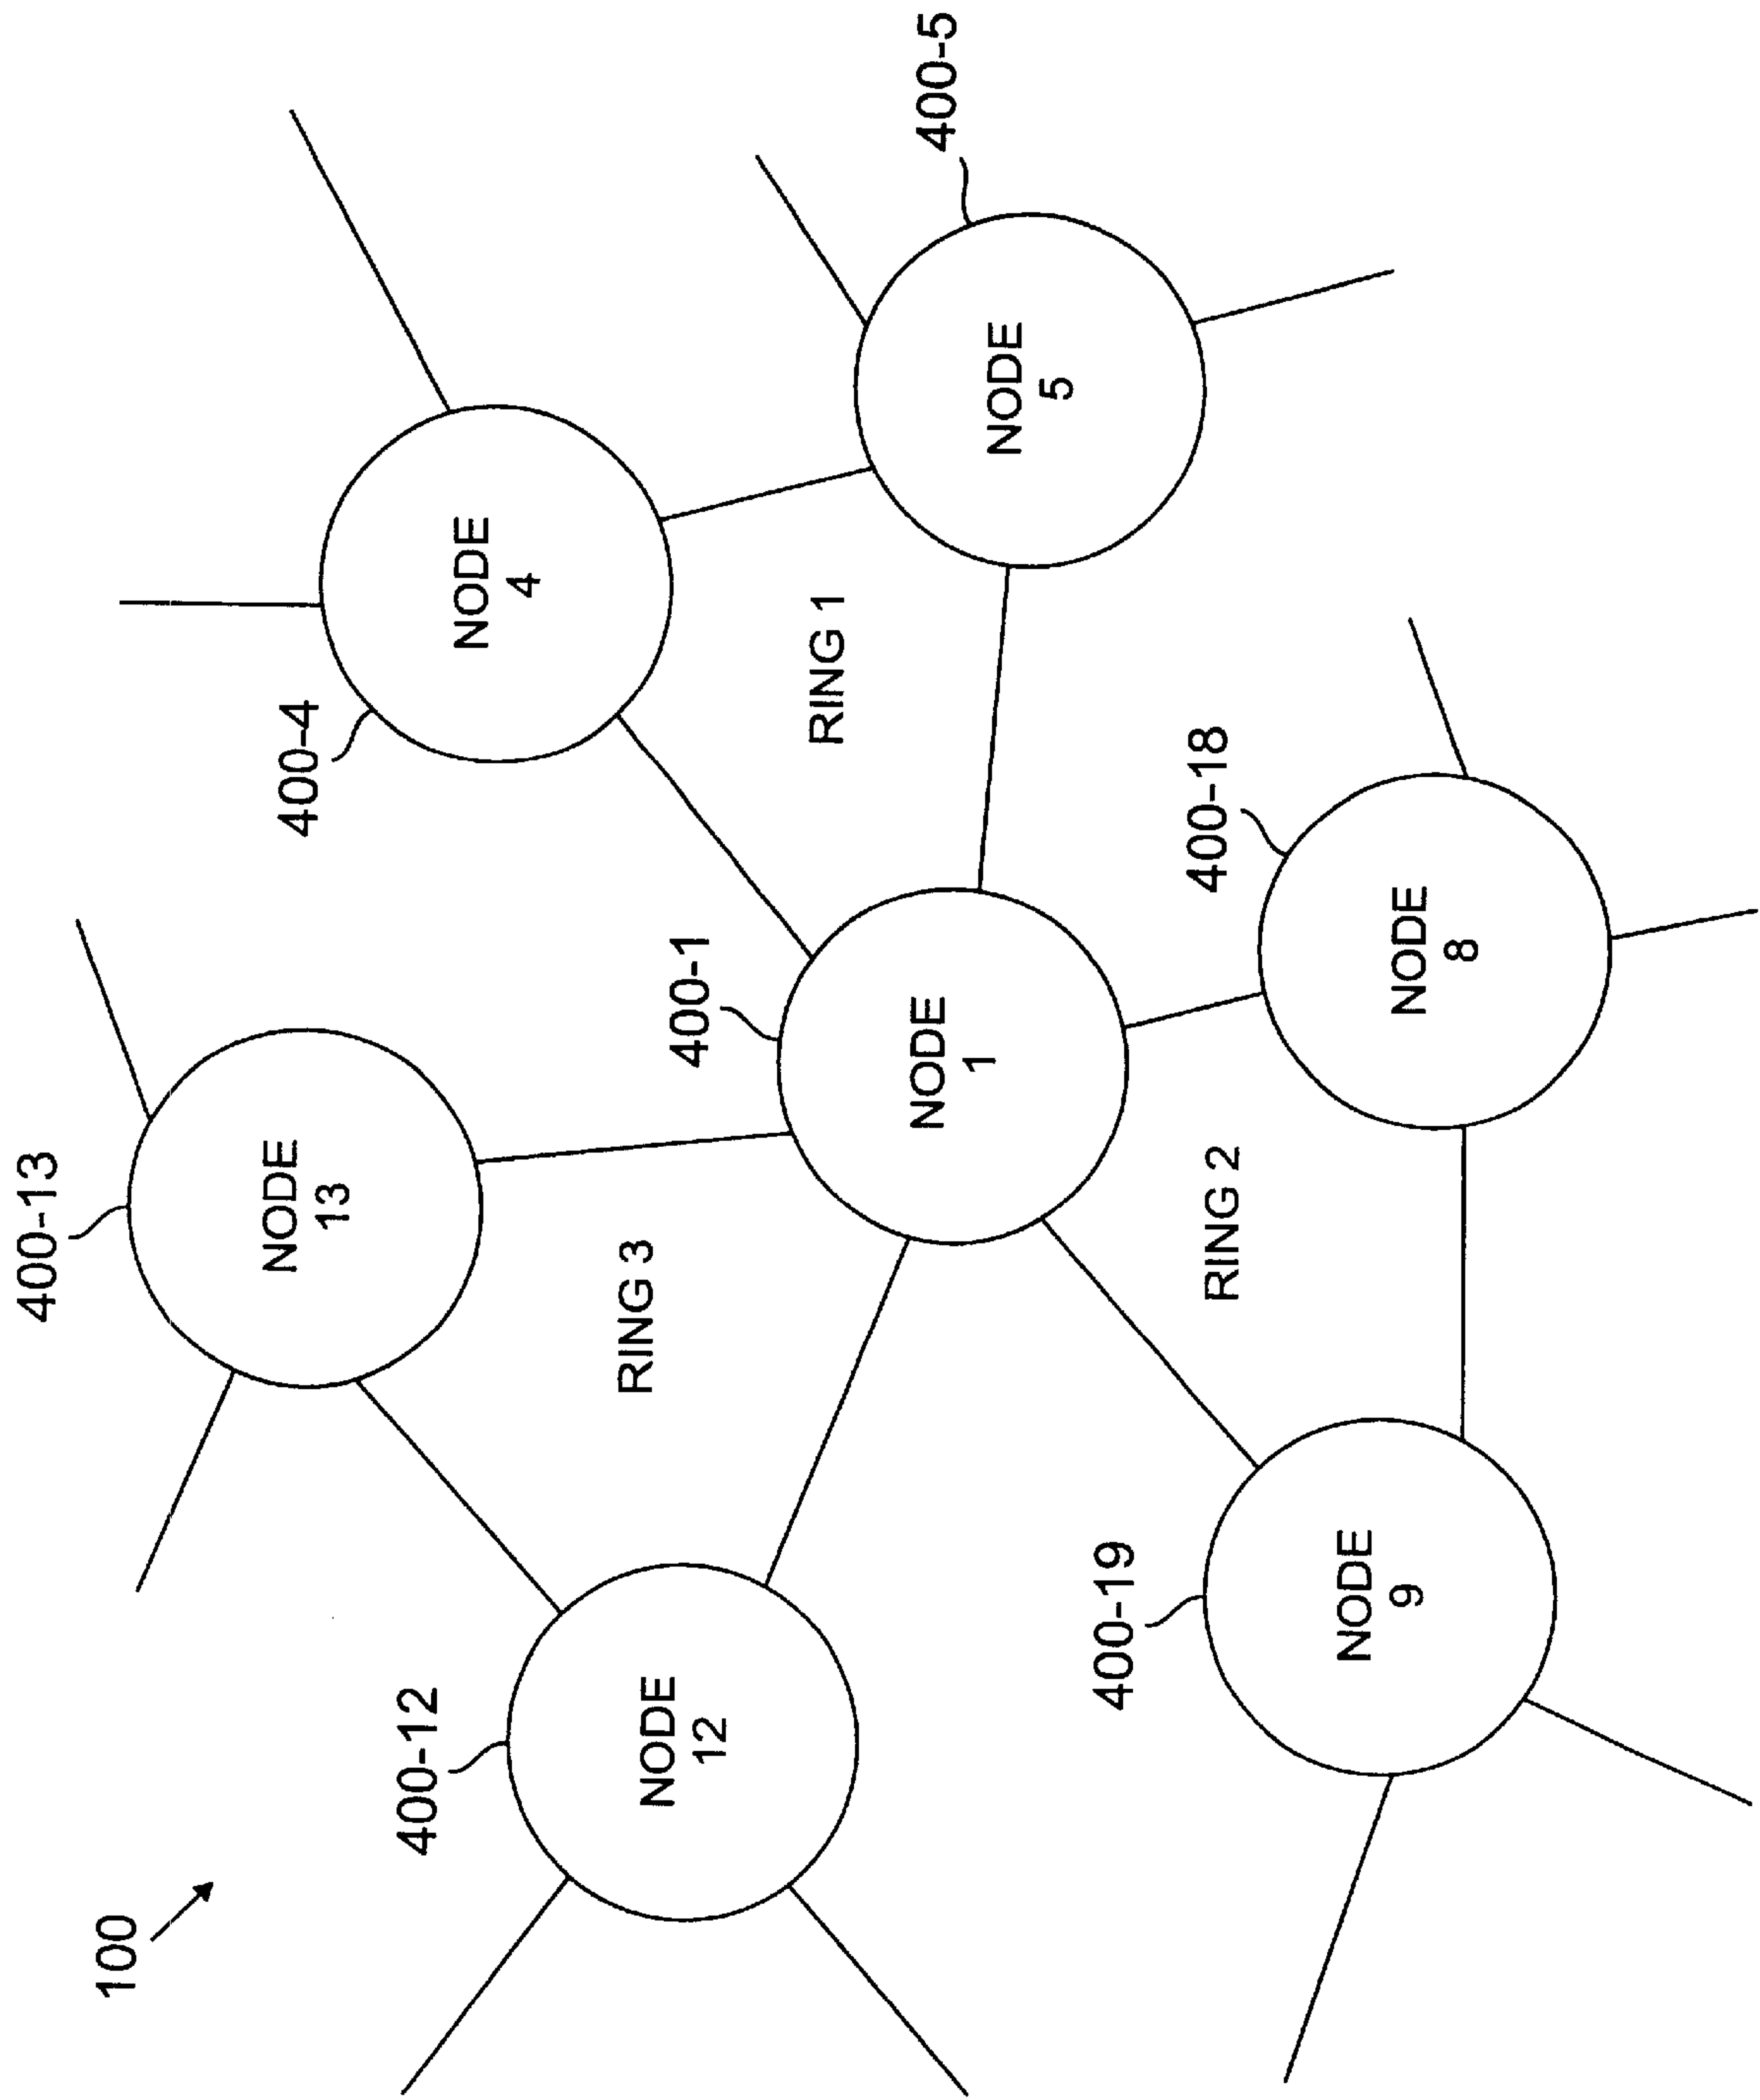 100
400-12
NODE
12
400-13
NODE
13
RING 3
400-1
NODE
1
400-4
NODE
4
RING 1
400-5
NODE
5
400-19
NODE
9
RING 2
400-18
NODE
8